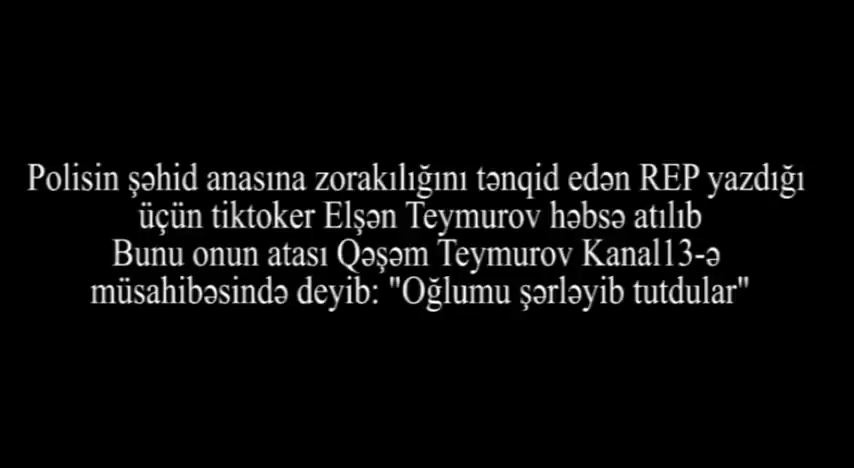 Polisin şəhid anasına zorakılığını tənqid edən REP yazdığı
üçün tiktoker Elşən Teymurov həbsə atılıb
Bunu onun atası Qəşəm Teymurov Kanal13-ə
müsahibəsində deyib: "Oğlumu şərləyib tutdular"